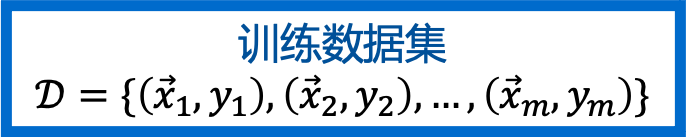 训练数据集
𝒟 = {(x⃗₁, y₁), (x⃗₂, y₂), …, (x⃗ₘ, yₘ)}